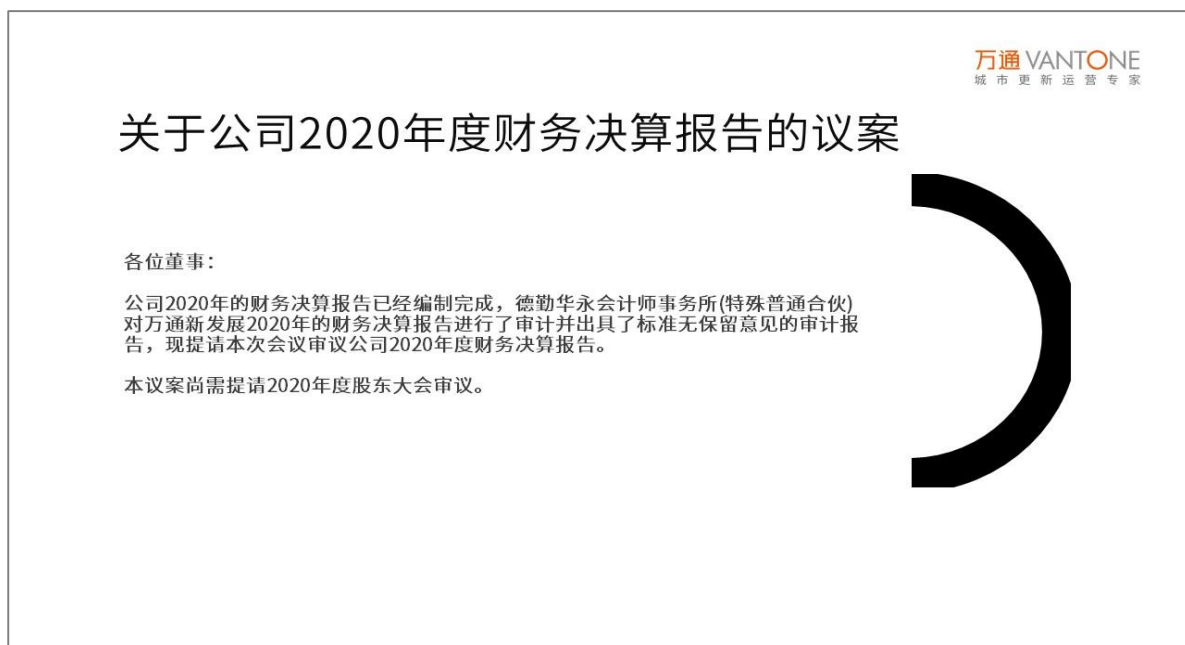 万通 VANTONE
城市更新运营专家
关于公司2020年度财务决算报告的议案
各位董事：
公司2020年的财务决算报告已经编制完成，德勤华永会计师事务所(特殊普通合伙)
对万通新发展2020年的财务决算报告进行了审计并出具了标准无保留意见的审计报
告，现提请本次会议审议公司2020年度财务决算报告。
本议案尚需提请2020年度股东大会审议。